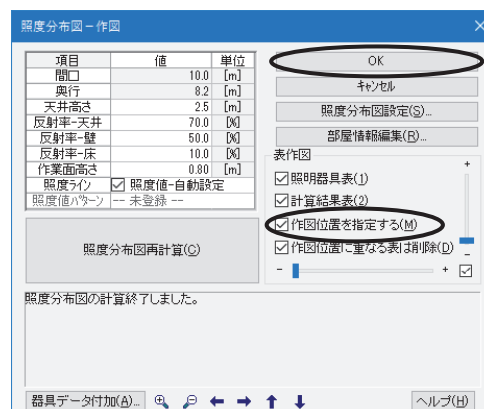 照度分布図－作図
項目 値 単位
間口 10.0 [m]
奥行 8.2 [m]
天井高さ 2.5 [m]
反射率-天井 70.0 [%]
反射率-壁 50.0 [%]
反射率-床 10.0 [%]
作業面高さ 0.80 [m]
照度ライン 照度値-自動設定
照度値パターン -- 未登録 --
照度分布図再計算(C)
OK
キャンセル
照度分布図設定(S)...
部屋情報編集(R)...
表作図
照明器具表(1)
計算結果表(2)
作図位置を指定する(M)
作図位置に重なる表は削除(D)
照度分布図の計算終了しました。
器具データ付加(A)...
ヘルプ(H)